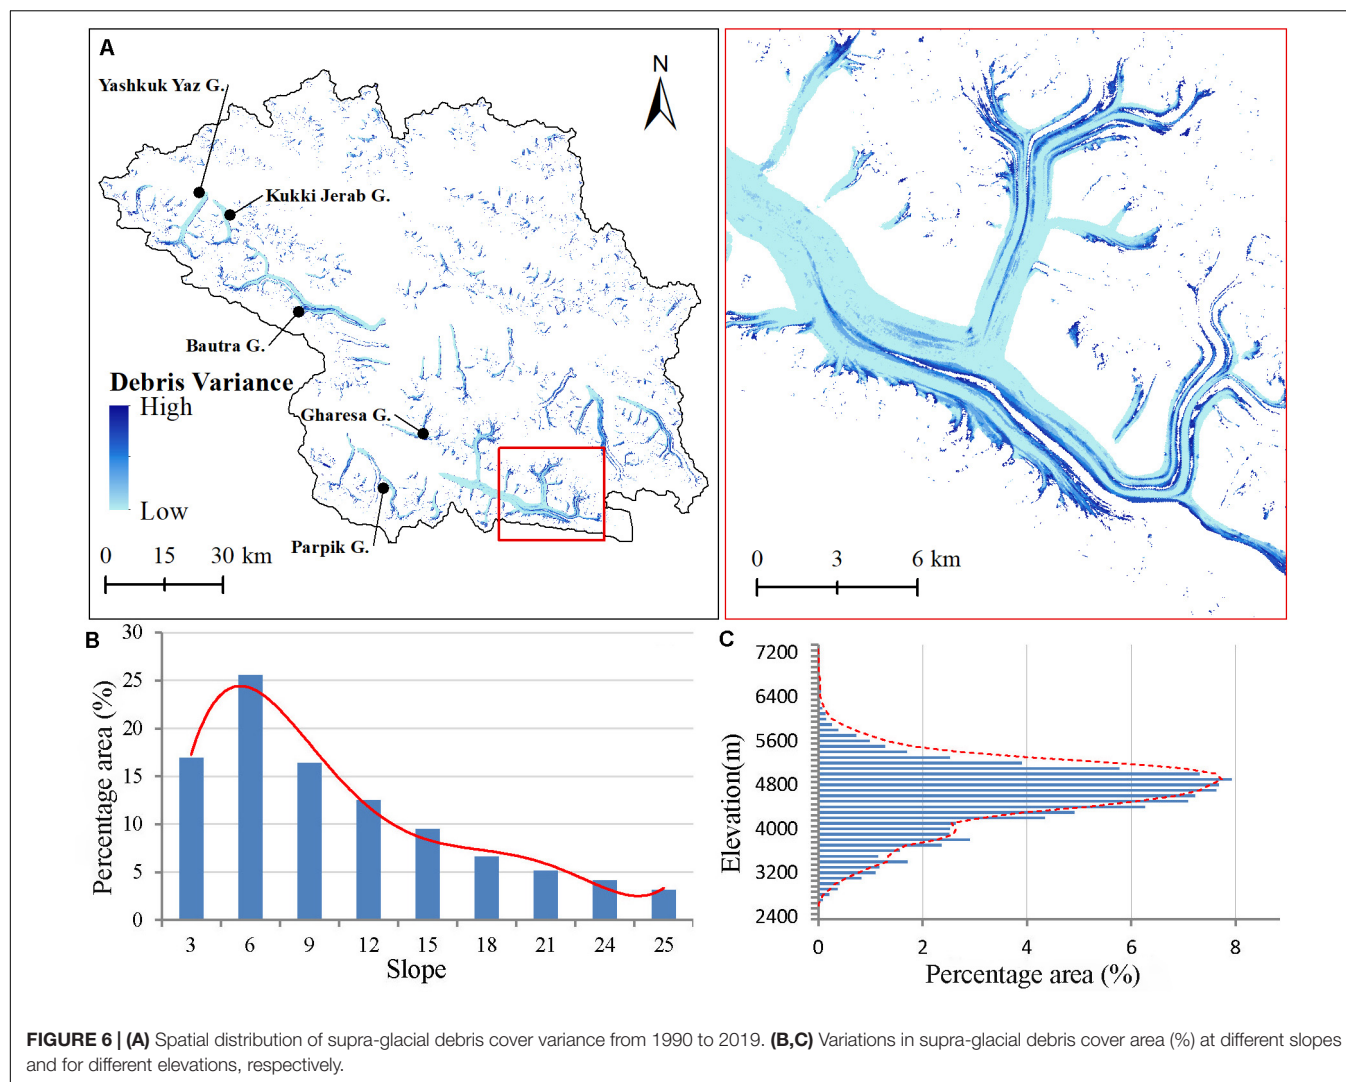 A
N
Yashkuk Yaz G.
Kukki Jerab G.
Bautra G.
Debris Variance
High
Low
Gharesa G.
Parpik G.
0 15 30 km
0 3 6 km
B
30
25
20
15
10
5
0
Percentage area (%)
3 6 9 12 15 18 21 24 25
Slope
C
7200
6400
5600
4800
4000
3200
2400
Elevation(m)
0 2 4 6 8
Percentage area (%)
FIGURE 6 | (A) Spatial distribution of supra-glacial debris cover variance from 1990 to 2019. (B,C) Variations in supra-glacial debris cover area (%) at different slopes
and for different elevations, respectively.